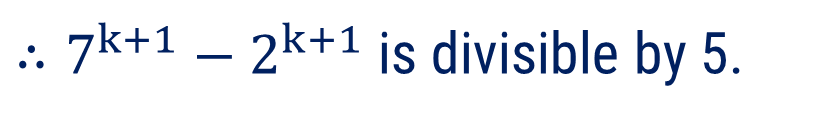 ∴ 7^{k+1} − 2^{k+1} is divisible by 5.